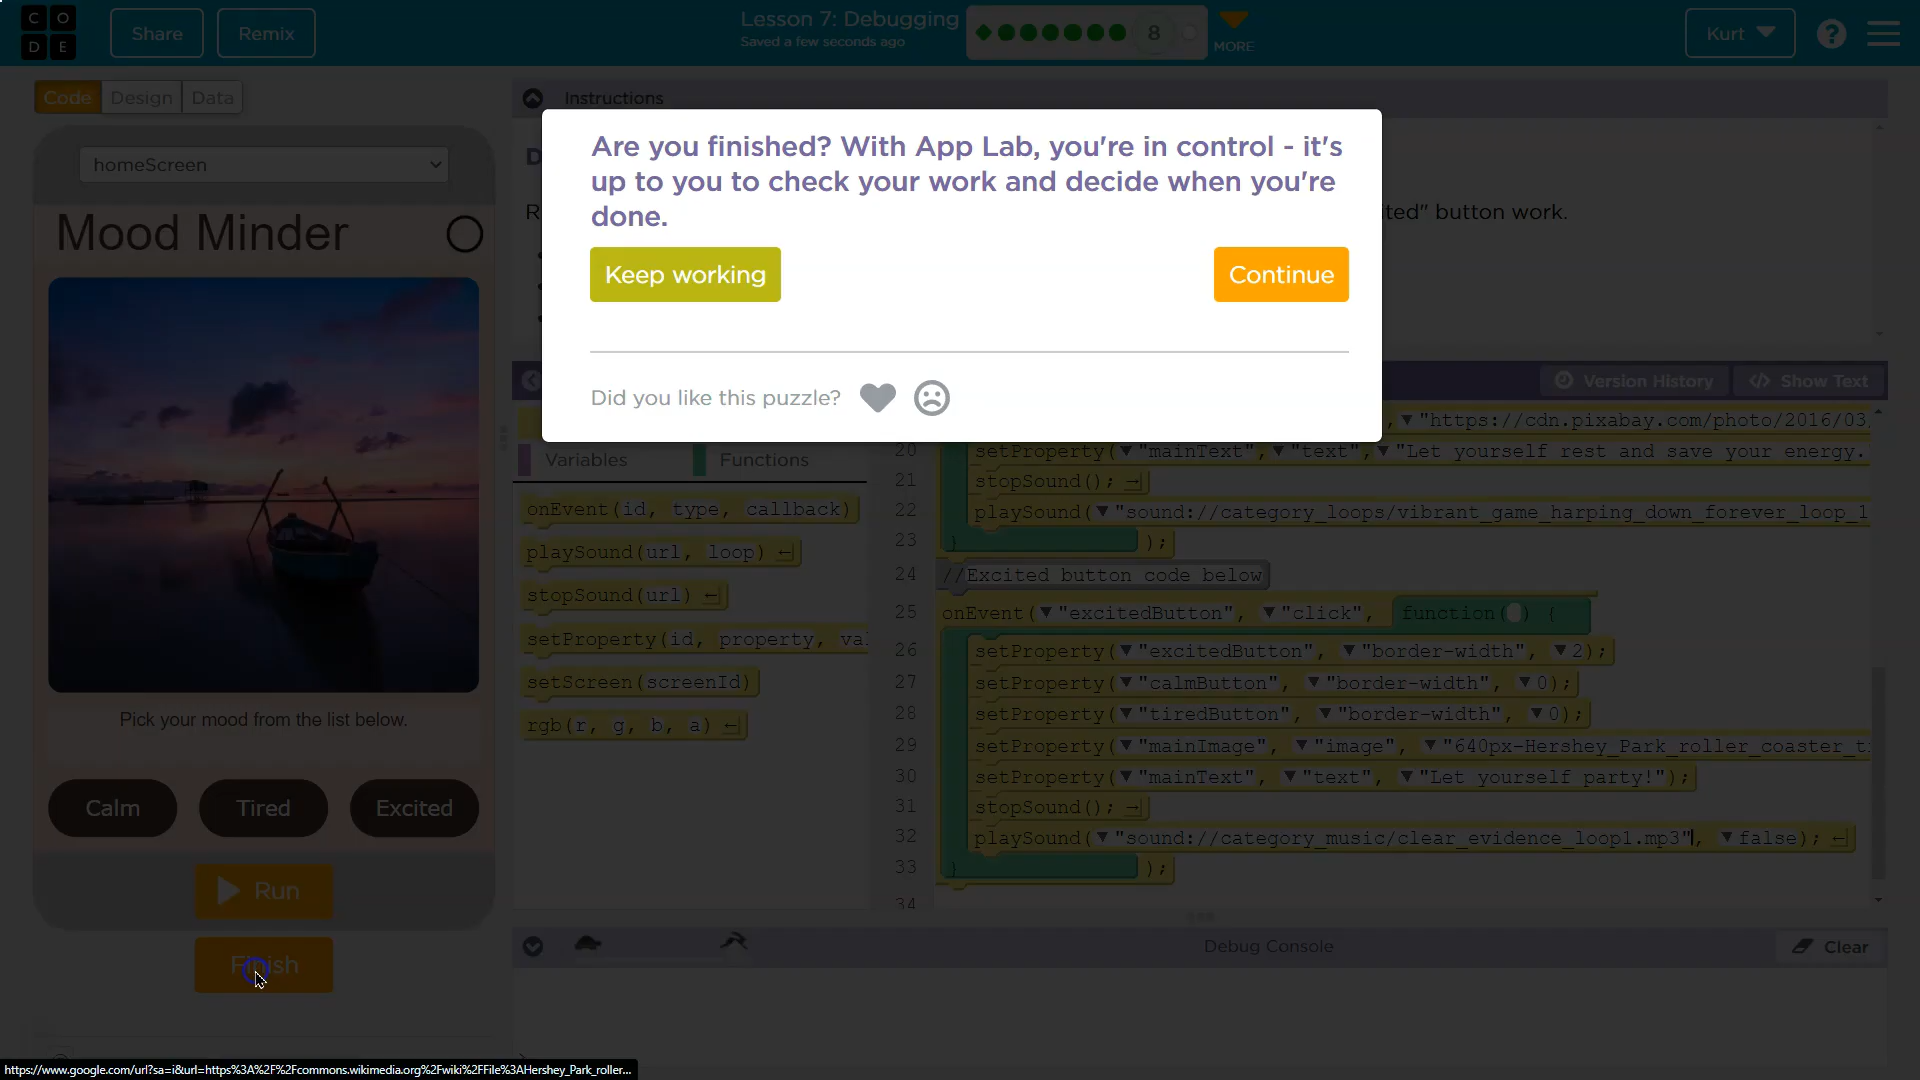 C O
D E
Share
Remix
Lesson 7: Debugging
Saved a few seconds ago
8
MORE
Kurt
?
Code
Design
Data
Instructions
homeScreen
Are you finished? With App Lab, you're in control - it's
up to you to check your work and decide when you're
done.
Keep working
Continue
Did you like this puzzle?
D
R
ited" button work.
Mood Minder
Pick your mood from the list below.
Calm
Tired
Excited
Run
Finish
Version History
Show Text
Variables
Functions
onEvent(id, type, callback)
playSound(url, loop)
stopSound(url)
setProperty(id, property, val
setScreen(screenId)
rgb(r, g, b, a)
, "https://cdn.pixabay.com/photo/2016/03
20 setProperty("mainText", "text", "Let yourself rest and save your energy.
21 stopSound();
22 playSound("sound://category_loops/vibrant_game_harping_down_forever_loop_1
23 } );
24 //Excited button code below
25 onEvent("excitedButton", "click", function( ) {
26 setProperty("excitedButton", "border-width", 2);
27 setProperty("calmButton", "border-width", 0);
28 setProperty("tiredButton", "border-width", 0);
29 setProperty("mainImage", "image", "640px-Hershey_Park_roller_coaster_t
30 setProperty("mainText", "text", "Let yourself party!");
31 stopSound();
32 playSound("sound://category_music/clear_evidence_loop1.mp3", false);
33 } );
34
Debug Console
Clear
https://www.google.com/url?sa=i&url=https%3A%2F%2Fcommons.wikimedia.org%2Fwiki%2FFile%3AHershey_Park_roller...